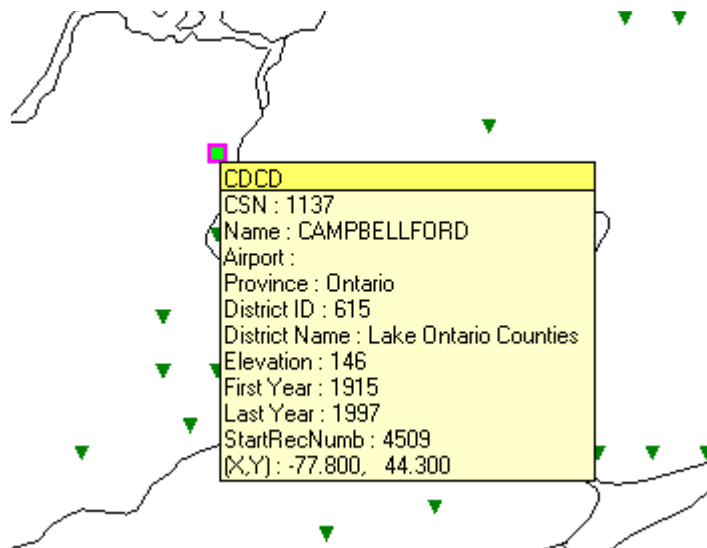 CDCD
CSN : 1137
Name : CAMPBELLFORD
Airport :
Province : Ontario
District ID : 615
District Name : Lake Ontario Counties
Elevation : 146
First Year : 1915
Last Year : 1997
StartRecNumb : 4509
(X,Y) : -77.800,   44.300